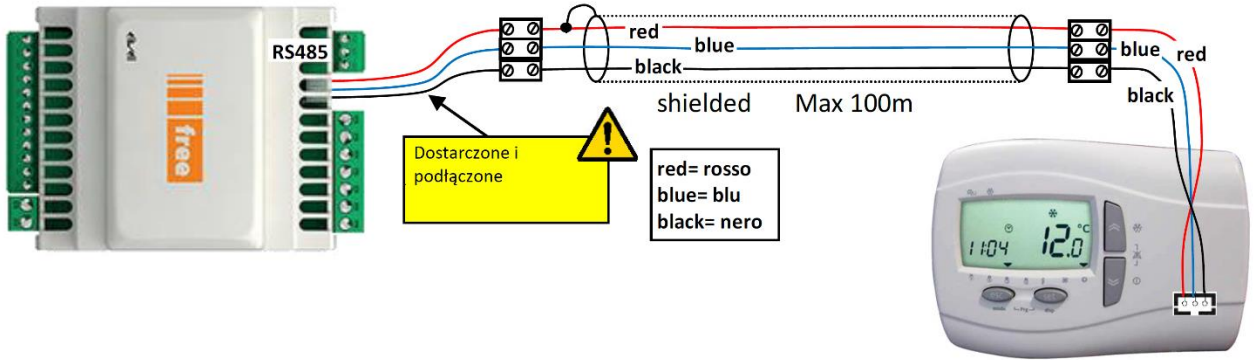 RS485
free
red
blue
black
shielded Max 100m
blue
red
black
Dostarczone i
podłączone
red= rosso
blue= blu
black= nero
11:04
12.0 °C